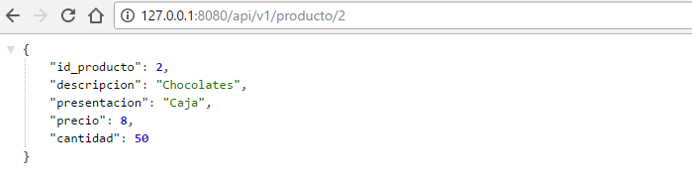 127.0.0.1:8080/api/v1/producto/2
{
"id_producto": 2,
"descripcion": "Chocolates",
"presentacion": "Caja",
"precio": 8,
"cantidad": 50
}